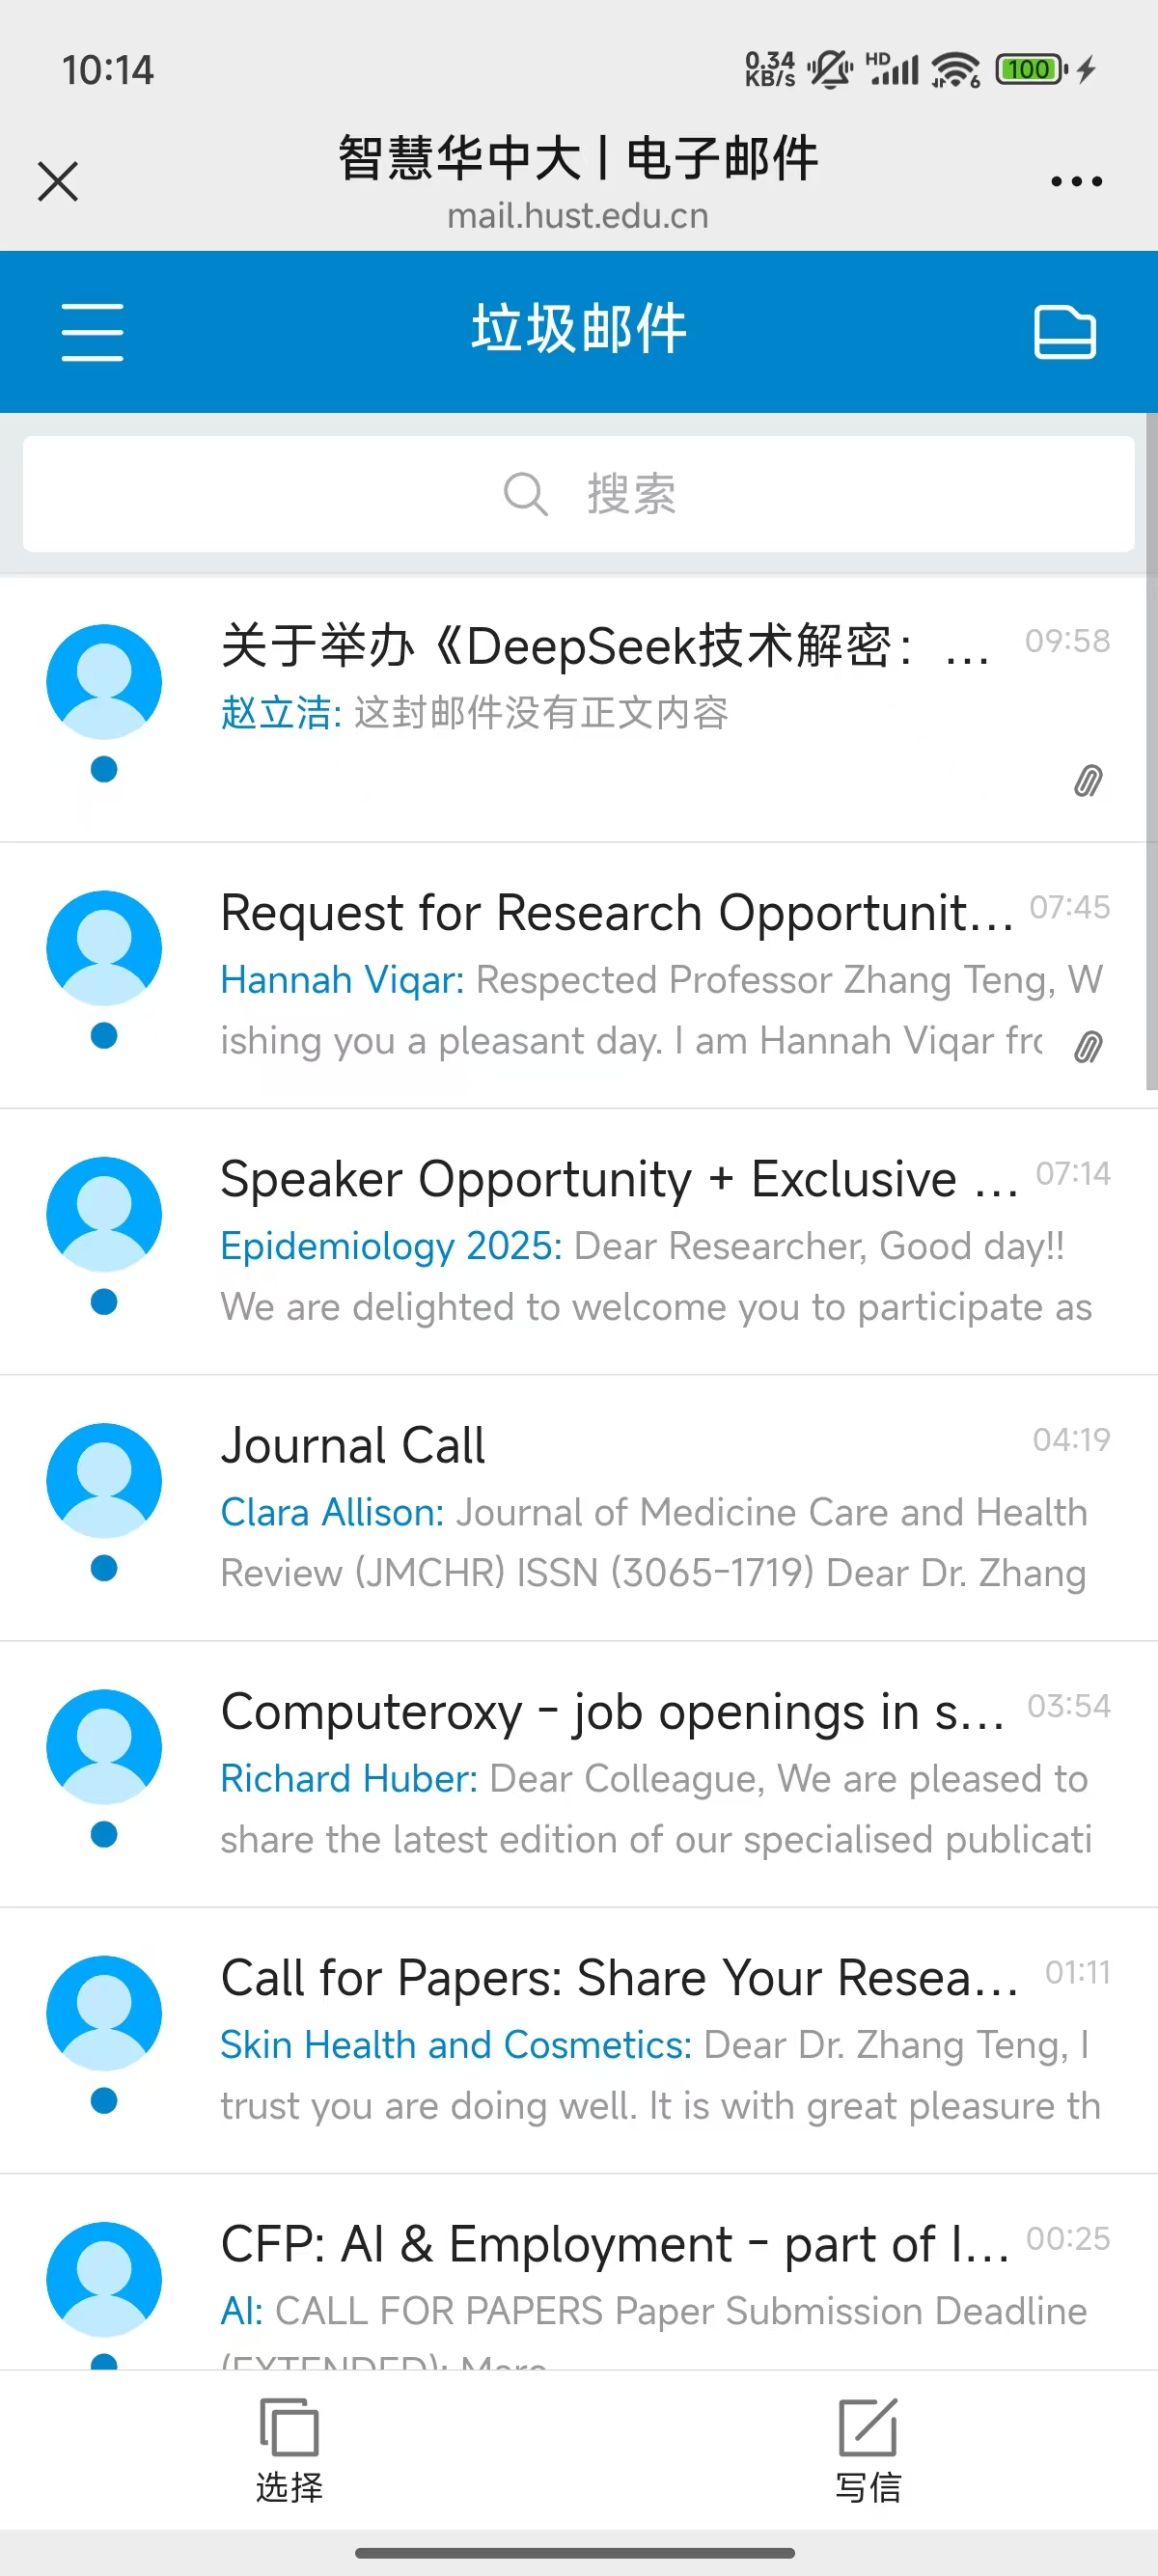 10:14
0.34 KB/s HD 6 100
智慧华中大 | 电子邮件
mail.hust.edu.cn
垃圾邮件
搜索
关于举办《DeepSeek技术解密： ... 09:58
赵立洁: 这封邮件没有正文内容
Request for Research Opportunit... 07:45
Hannah Viqar: Respected Professor Zhang Teng, W
ishing you a pleasant day. I am Hannah Viqar fro
Speaker Opportunity + Exclusive ... 07:14
Epidemiology 2025: Dear Researcher, Good day!!
We are delighted to welcome you to participate as
Journal Call 04:19
Clara Allison: Journal of Medicine Care and Health
Review (JMCHR) ISSN (3065-1719) Dear Dr. Zhang
Computeroxy - job openings in s... 03:54
Richard Huber: Dear Colleague, We are pleased to
share the latest edition of our specialised publicati
Call for Papers: Share Your Resea... 01:11
Skin Health and Cosmetics: Dear Dr. Zhang Teng, I
trust you are doing well. It is with great pleasure th
CFP: AI & Employment - part of I... 00:25
AI: CALL FOR PAPERS Paper Submission Deadline
(EXTENDED): More
选择
写信